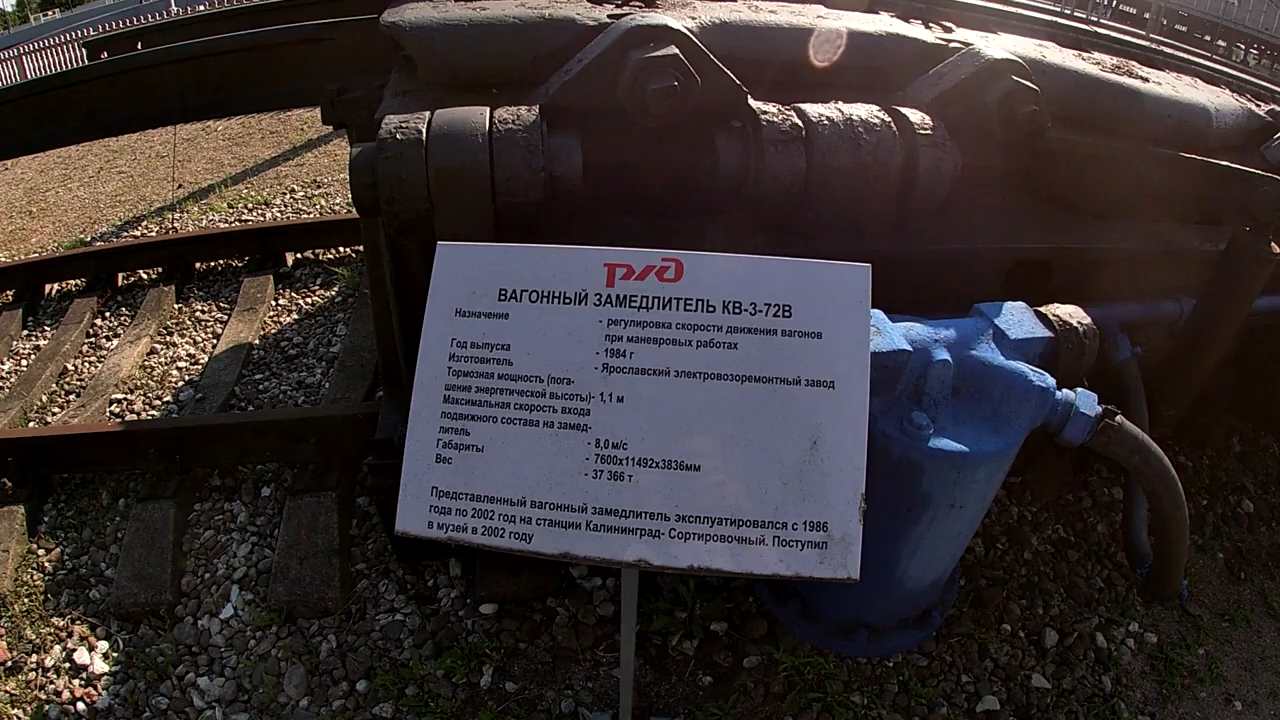 РЖД
ВАГОННЫЙ ЗАМЕДЛИТЕЛЬ КВ-3-72В
Назначение - регулировка скорости движения вагонов
при маневровых работах
Год выпуска - 1984 г
Изготовитель - Ярославский электровозоремонтный завод
Тормозная мощность (пога-
шение энергетической высоты)- 1,1 м
Максимальная скорость входа
подвижного состава на замед-
литель - 8,0 м/с
Габариты - 7600х11492х3836мм
Вес - 37 366 т
Представленный вагонный замедлитель эксплуатировался с 1986
года по 2002 год на станции Калининград- Сортировочный. Поступил
в музей в 2002 году